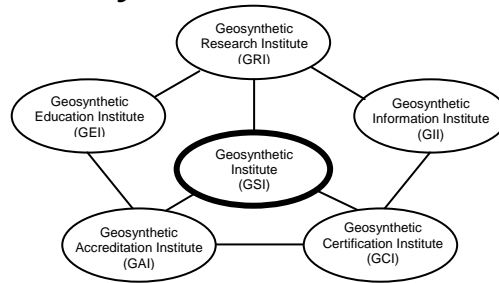 Geosynthetic
Research Institute
(GRI)
Geosynthetic
Education Institute
(GEI)
Geosynthetic
Information Institute
(GII)
Geosynthetic
Institute
(GSI)
Geosynthetic
Accreditation Institute
(GAI)
Geosynthetic
Certification Institute
(GCI)